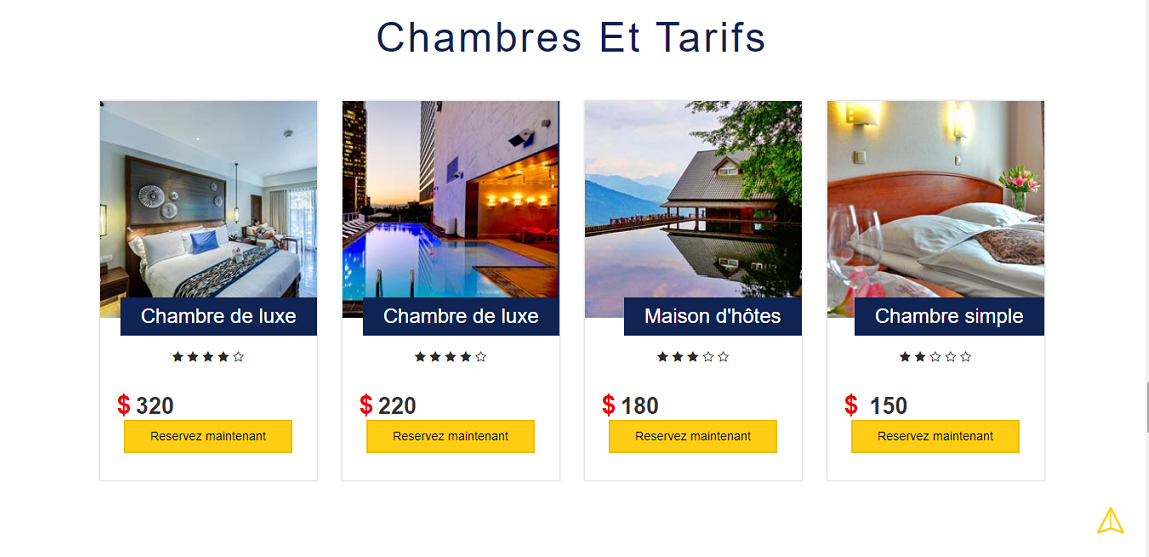 Chambres Et Tarifs
Chambre de luxe
Chambre de luxe
Maison d'hôtes
Chambre simple
$ 320
$ 220
$ 180
$ 150
Reservez maintenant
Reservez maintenant
Reservez maintenant
Reservez maintenant